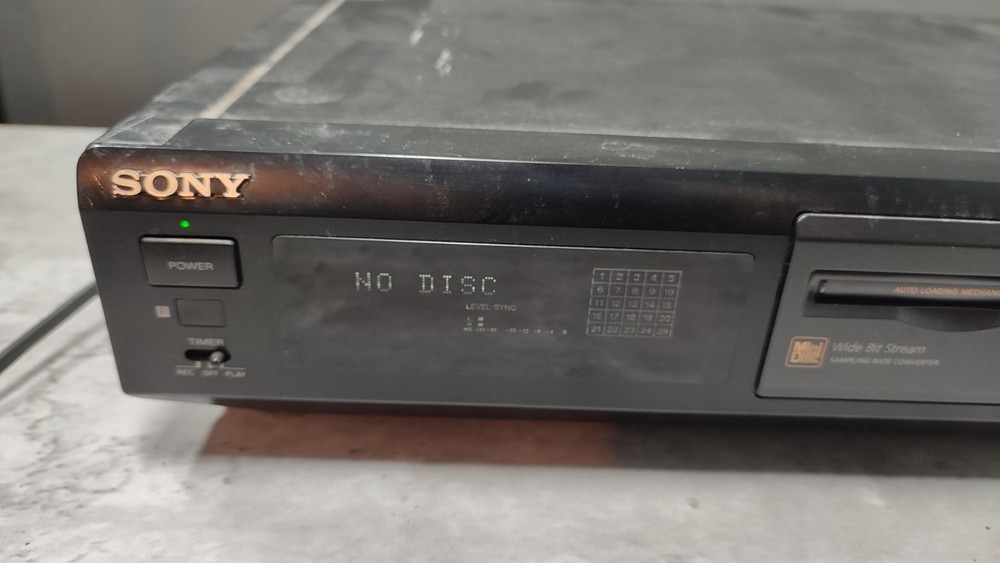 SONY
POWER
NO DISC
LEVEL-SYNC
1 2 3 4 5
6 7 8 9 10
11 12 13 14 15
16 17 18 19 20
21 22 23 24 25
L
AUTO LOADING
TIMER
REC OFF PLAY
Mini Disc
Wide Bit Stream
SAMPLING RATE CONVERTER